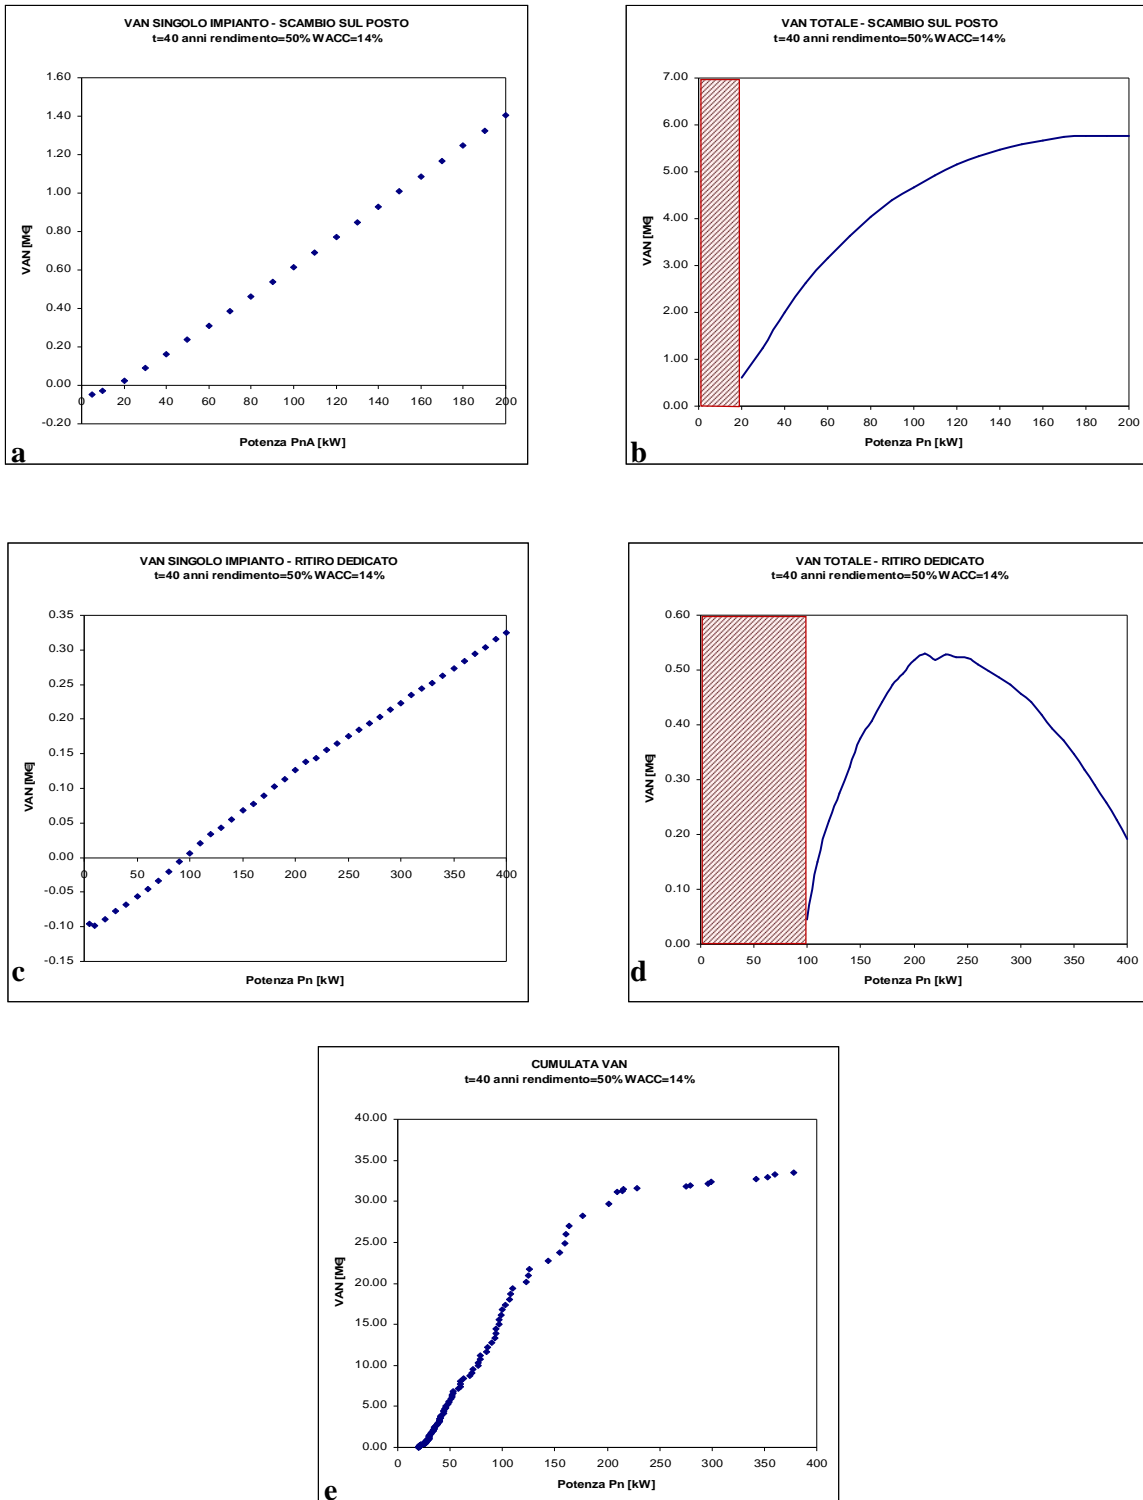 VAN SINGOLO IMPIANTO - SCAMBIO SUL POSTO
t=40 anni rendimento=50% WACC=14%
1.60
1.40
1.20
1.00
0.80
0.60
0.40
0.20
0.00
-0.20
VAN [M€]
0 20 40 60 80 100 120 140 160 180 200
Potenza PnA [kW]
a
VAN TOTALE - SCAMBIO SUL POSTO
t=40 anni rendimento=50% WACC=14%
7.00
6.00
5.00
4.00
3.00
2.00
1.00
0.00
VAN [M€]
0 20 40 60 80 100 120 140 160 180 200
Potenza Pn [kW]
b
VAN SINGOLO IMPIANTO - RITIRO DEDICATO
t=40 anni rendimento=50% WACC=14%
0.35
0.30
0.25
0.20
0.15
0.10
0.05
0.00
-0.05
-0.10
-0.15
VAN [M€]
0 50 100 150 200 250 300 350 400
Potenza Pn [kW]
c
VAN TOTALE - RITIRO DEDICATO
t=40 anni rendiemento=50% WACC=14%
0.60
0.50
0.40
0.30
0.20
0.10
0.00
VAN [M€]
0 50 100 150 200 250 300 350 400
Potenza Pn [kW]
d
CUMULATA VAN
t=40 anni rendimento=50% WACC=14%
40.00
35.00
30.00
25.00
20.00
15.00
10.00
5.00
0.00
VAN [M€]
0 50 100 150 200 250 300 350 400
Potenza Pn [kW]
e